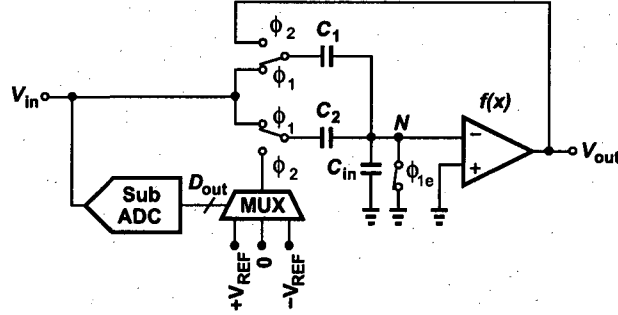 ϕ2
C1
f(x)
ϕ1
Vin
ϕ1
C2
N
−
Vout
Cin
+
ϕ2
ϕ1e
Dout
Sub
ADC
MUX
+VREF
0
−VREF